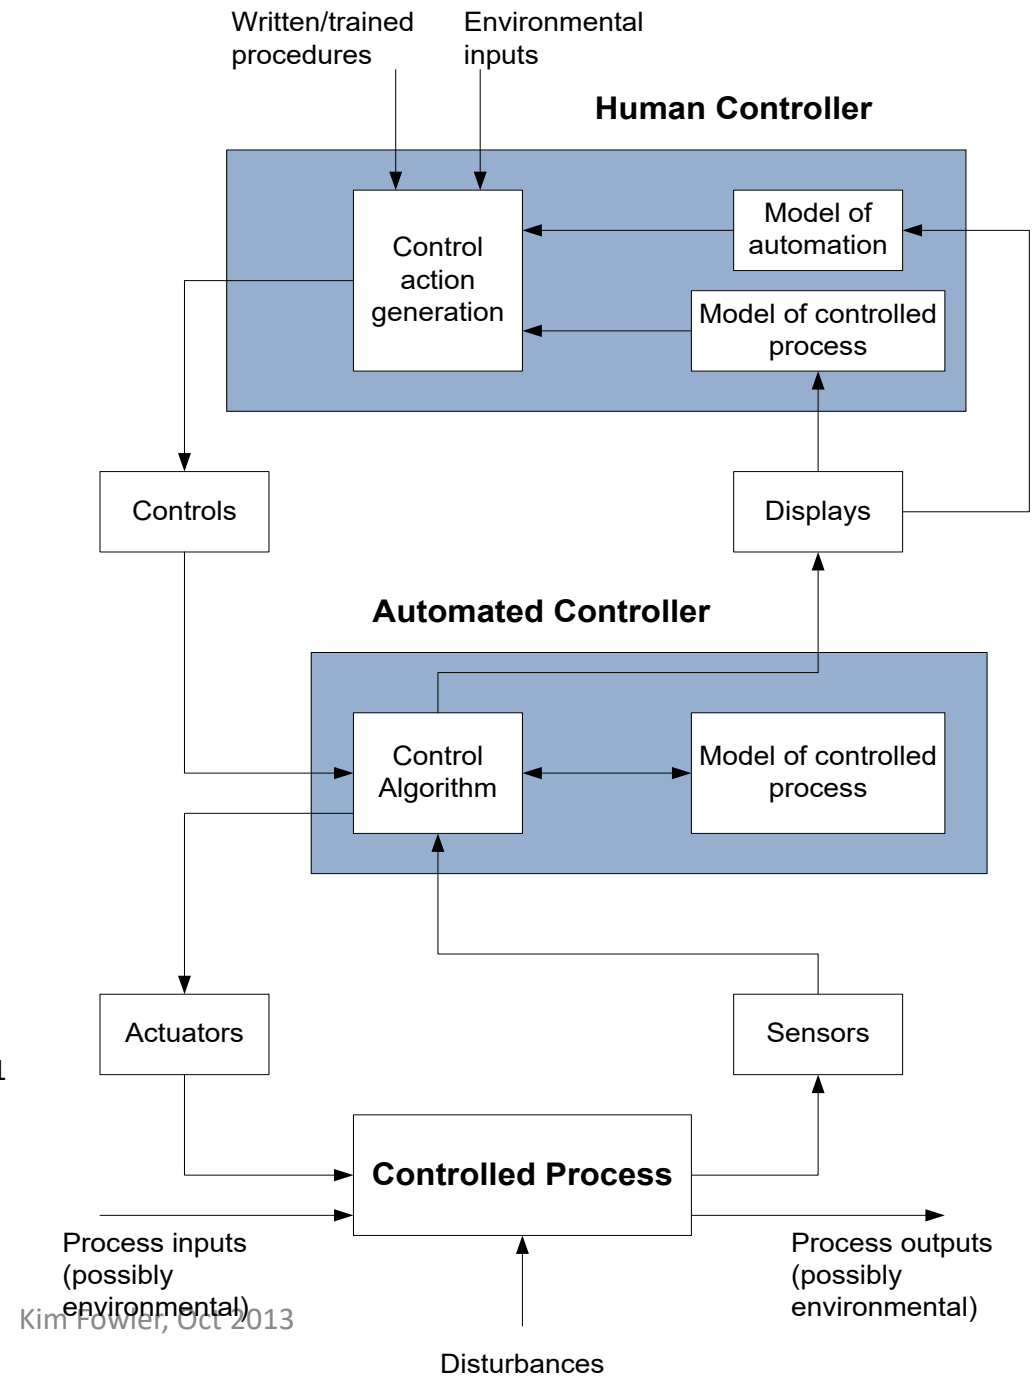 Written/trained
procedures
Environmental
inputs
Human Controller
Control
action
generation
Model of
automation
Model of controlled
process
Controls
Displays
Automated Controller
Control
Algorithm
Model of controlled
process
Actuators
Sensors
1
Controlled Process
Process inputs
(possibly
environmental)
Process outputs
(possibly
environmental)
Kim Fowler, Oct 2013
Disturbances